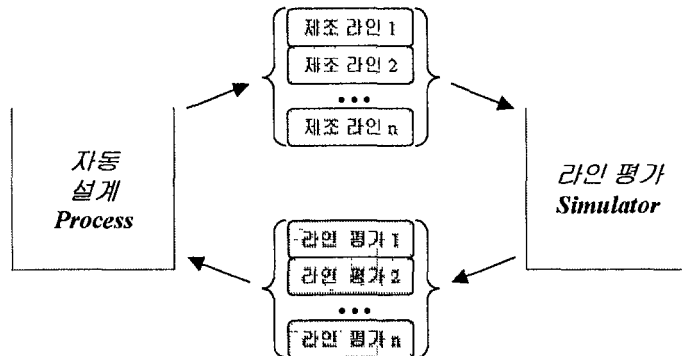 제조 라인 1
제조 라인 2
•••
제조 라인 n
자동
설계
Process
라인 평가
Simulator
라인 평가 1
라인 평가 2
•••
라인 평가 n